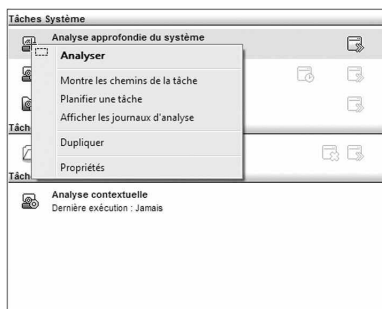 Tâches Système
Analyse approfondie du système
Analyser
Montre les chemins de la tâche
Planifier une tâche
Afficher les journaux d'analyse
Tâch
Dupliquer
Tâch
Propriétés
Analyse contextuelle
Dernière exécution : Jamais